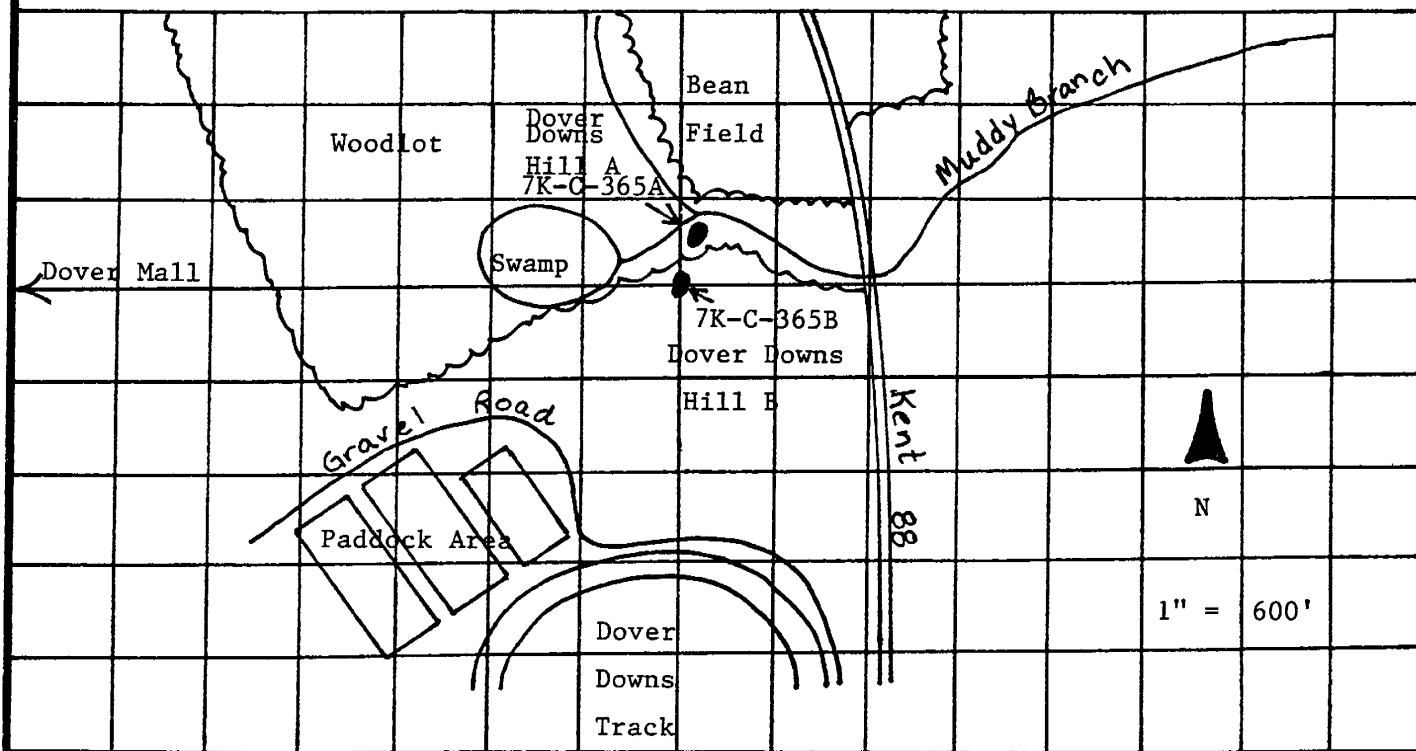 Bean
Field
Woodlot
Dover
Downs
Hill A
7K-C-365A
Muddy Branch
Swamp
Dover Mall
7K-C-365B
Dover Downs
Hill B
Gravel Road
Kent 88
N
Paddock Area
1" = 600'
Dover
Downs
Track